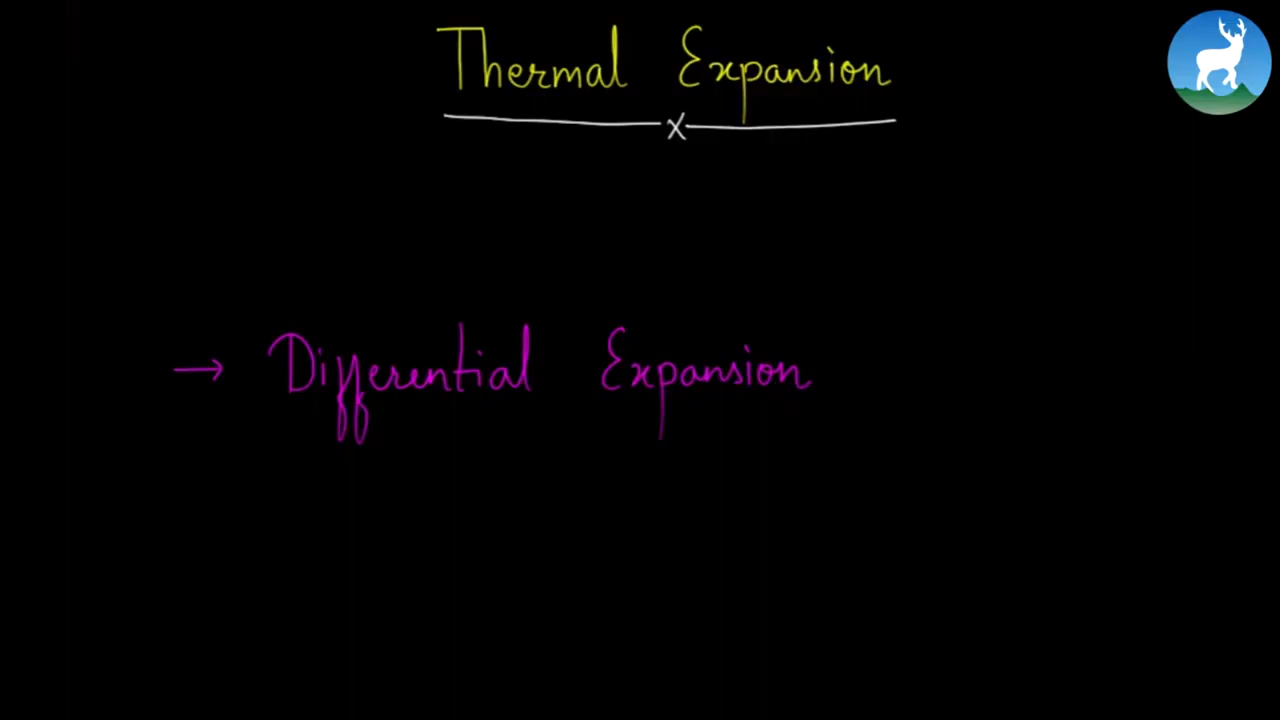 Thermal Expansion
x
→ Differential Expansion